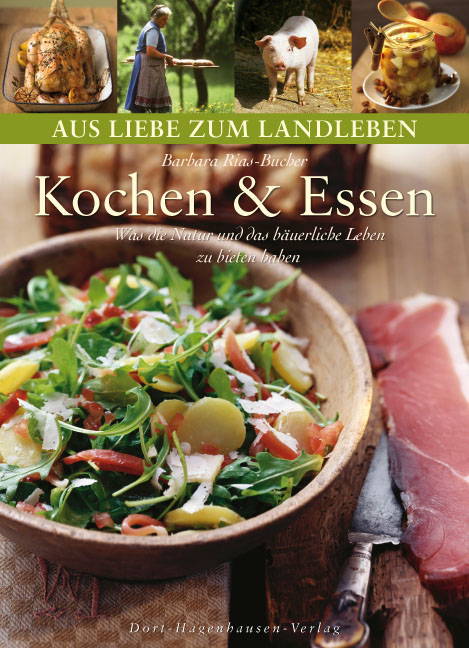 AUS LIEBE ZUM LANDLEBEN
Barbara Rias-Bucher
Kochen & Essen
Was die Natur und das bäuerliche Leben
zu bieten haben
Dort-Hagenhausen-Verlag